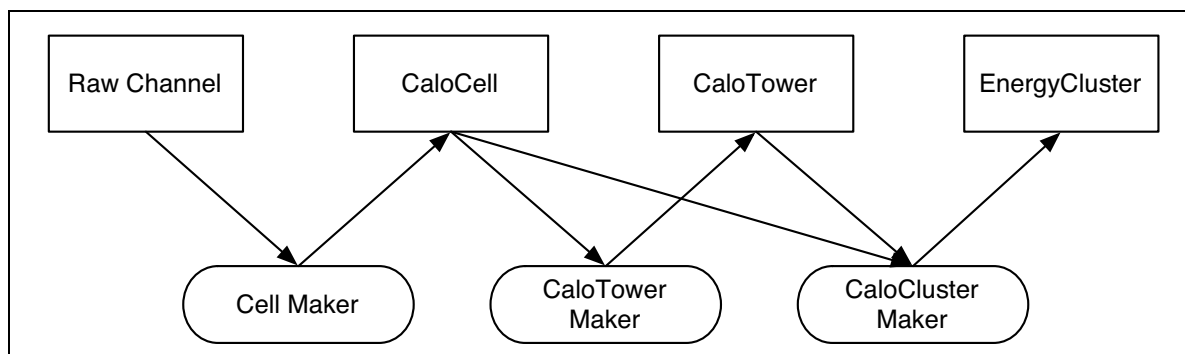 Raw Channel
CaloCell
CaloTower
EnergyCluster
Cell Maker
CaloTower
Maker
CaloCluster
Maker